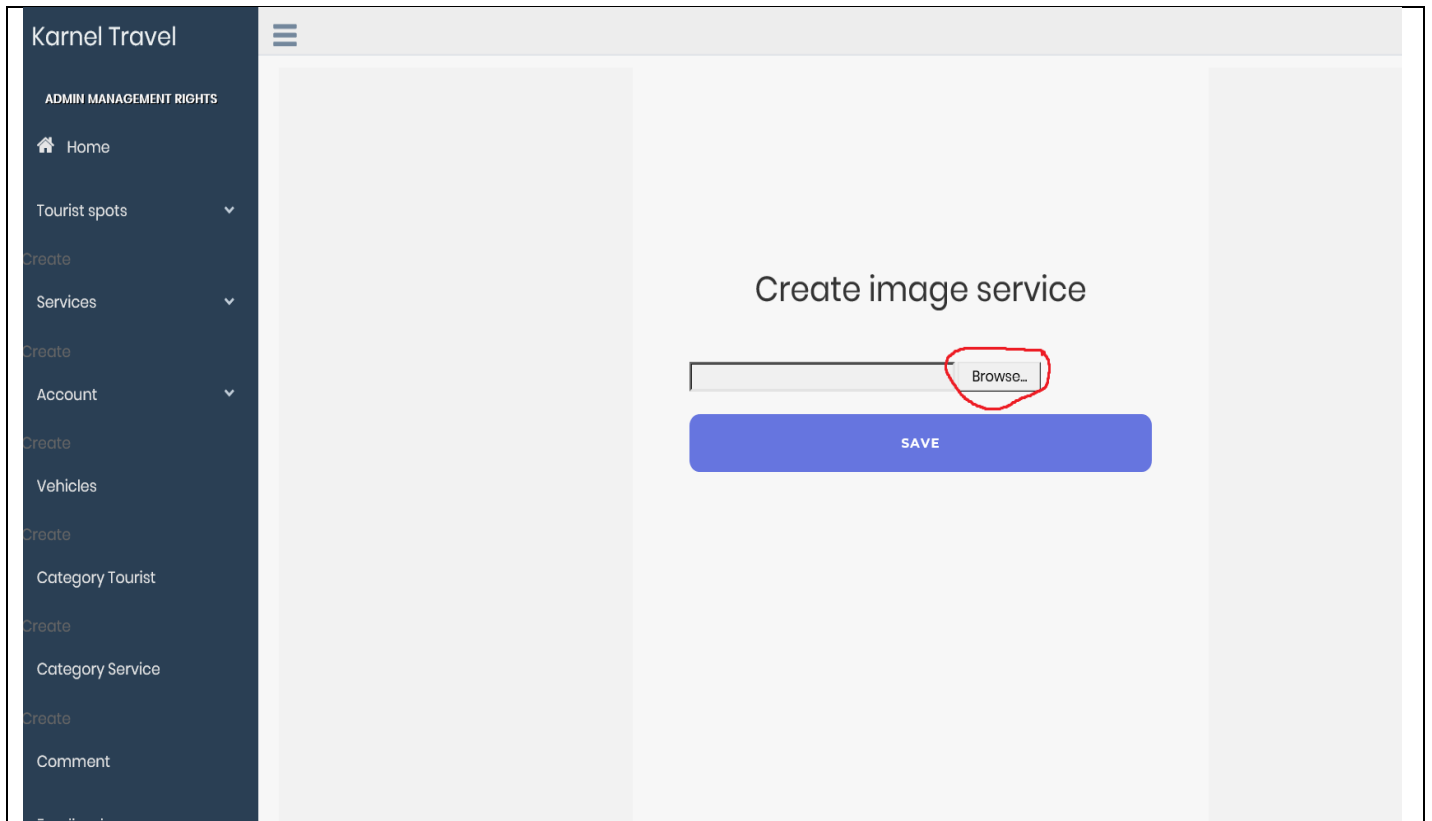 Karnel Travel
ADMIN MANAGEMENT RIGHTS
Home
Tourist spots
Create
Services
Create
Account
Create
Vehicles
Create
Category Tourist
Create
Category Service
Create
Comment
Create image service
Browse...
SAVE